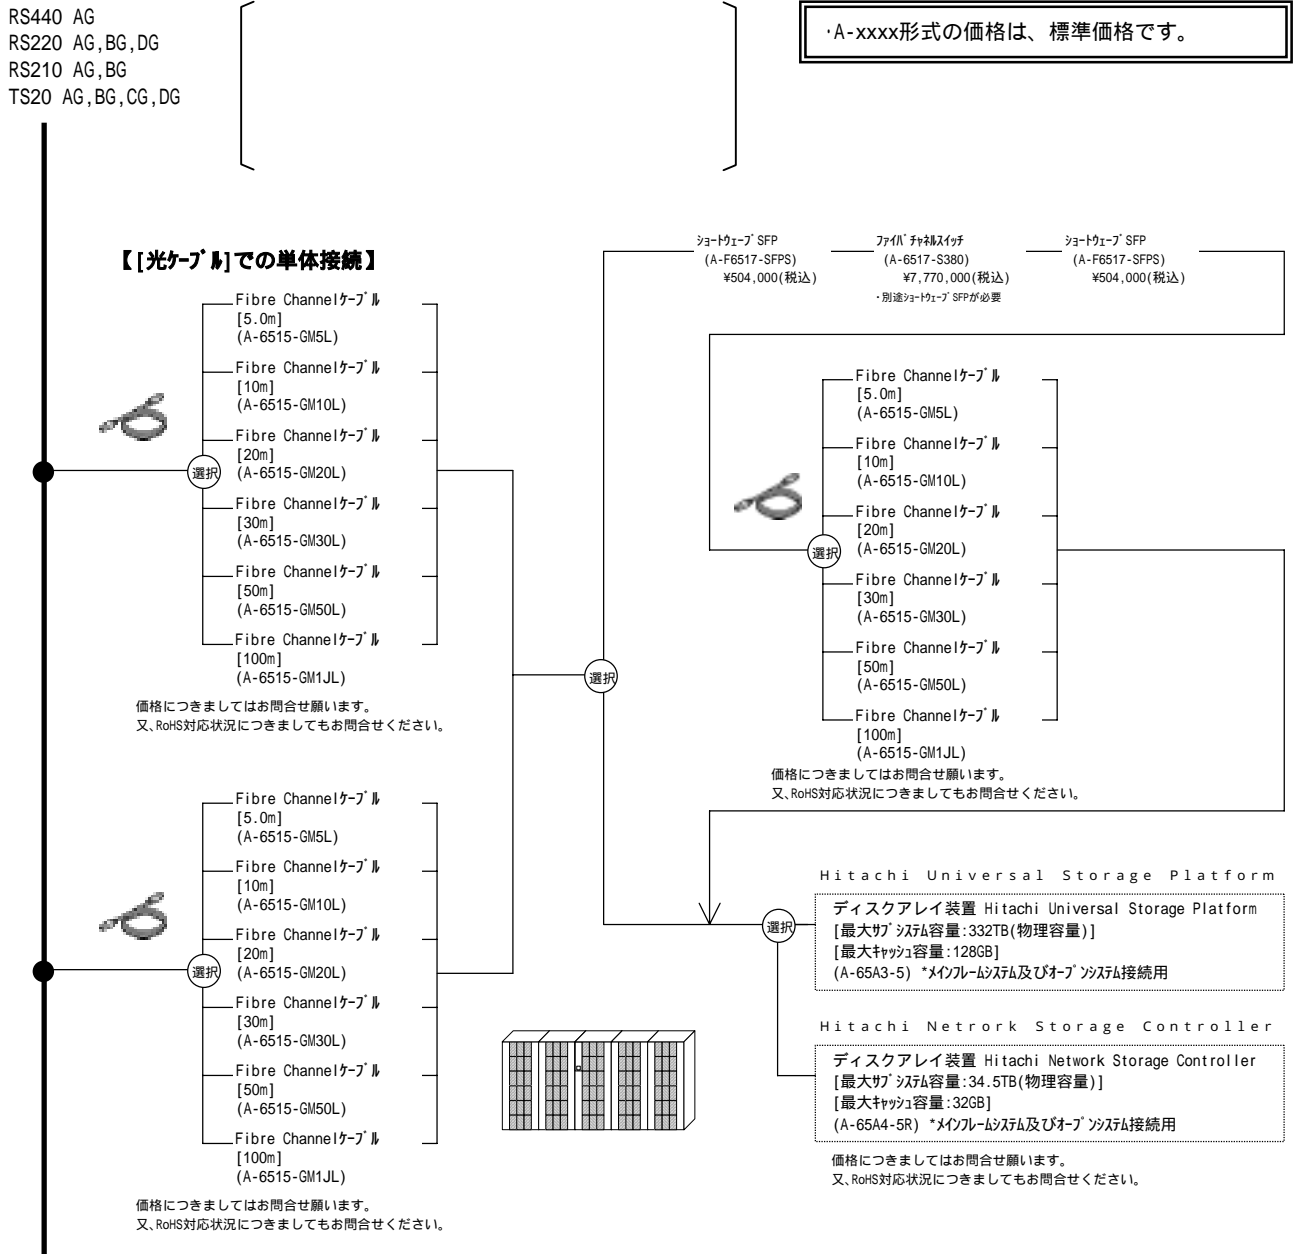 RS440 AG
RS220 AG,BG,DG
RS210 AG,BG
TS20 AG,BG,CG,DG
・A-xxxx形式の価格は、標準価格です。
【[光ｹｰﾌﾞﾙ]での単体接続】
Fibre Channelｹｰﾌﾞﾙ
[5.0m]
(A-6515-GM5L)
Fibre Channelｹｰﾌﾞﾙ
[10m]
(A-6515-GM10L)
Fibre Channelｹｰﾌﾞﾙ
[20m]
(A-6515-GM20L)
選択
Fibre Channelｹｰﾌﾞﾙ
[30m]
(A-6515-GM30L)
Fibre Channelｹｰﾌﾞﾙ
[50m]
(A-6515-GM50L)
Fibre Channelｹｰﾌﾞﾙ
[100m]
(A-6515-GM1JL)
価格につきましてはお問合せ願います。
又、RoHS対応状況につきましてもお問合せください。
Fibre Channelｹｰﾌﾞﾙ
[5.0m]
(A-6515-GM5L)
Fibre Channelｹｰﾌﾞﾙ
[10m]
(A-6515-GM10L)
Fibre Channelｹｰﾌﾞﾙ
[20m]
(A-6515-GM20L)
選択
Fibre Channelｹｰﾌﾞﾙ
[30m]
(A-6515-GM30L)
Fibre Channelｹｰﾌﾞﾙ
[50m]
(A-6515-GM50L)
Fibre Channelｹｰﾌﾞﾙ
[100m]
(A-6515-GM1JL)
価格につきましてはお問合せ願います。
又、RoHS対応状況につきましてもお問合せください。
選択
ｼｮｰﾄｳｪｰﾌﾞSFP
(A-F6517-SFPS)
¥504,000(税込)
ﾌｧｲﾊﾞﾁｬﾈﾙｽｲｯﾁ
(A-6517-S380)
¥7,770,000(税込)
・別途ｼｮｰﾄｳｪｰﾌﾞSFPが必要
ｼｮｰﾄｳｪｰﾌﾞSFP
(A-F6517-SFPS)
¥504,000(税込)
Fibre Channelｹｰﾌﾞﾙ
[5.0m]
(A-6515-GM5L)
Fibre Channelｹｰﾌﾞﾙ
[10m]
(A-6515-GM10L)
Fibre Channelｹｰﾌﾞﾙ
[20m]
(A-6515-GM20L)
選択
Fibre Channelｹｰﾌﾞﾙ
[30m]
(A-6515-GM30L)
Fibre Channelｹｰﾌﾞﾙ
[50m]
(A-6515-GM50L)
Fibre Channelｹｰﾌﾞﾙ
[100m]
(A-6515-GM1JL)
価格につきましてはお問合せ願います。
又、RoHS対応状況につきましてもお問合せください。
Hitachi Universal Storage Platform
選択
ディスクアレイ装置 Hitachi Universal Storage Platform
[最大ｻﾌﾞｼｽﾃﾑ容量:332TB(物理容量)]
[最大ｷｬｯｼｭ容量:128GB]
(A-65A3-5) *ﾒｲﾝﾌﾚｰﾑｼｽﾃﾑ及びｵｰﾌﾟﾝｼｽﾃﾑ接続用
Hitachi Netrork Storage Controller
ディスクアレイ装置 Hitachi Network Storage Controller
[最大ｻﾌﾞｼｽﾃﾑ容量:34.5TB(物理容量)]
[最大ｷｬｯｼｭ容量:32GB]
(A-65A4-5R) *ﾒｲﾝﾌﾚｰﾑｼｽﾃﾑ及びｵｰﾌﾟﾝｼｽﾃﾑ接続用
価格につきましてはお問合せ願います。
又、RoHS対応状況につきましてもお問合せください。